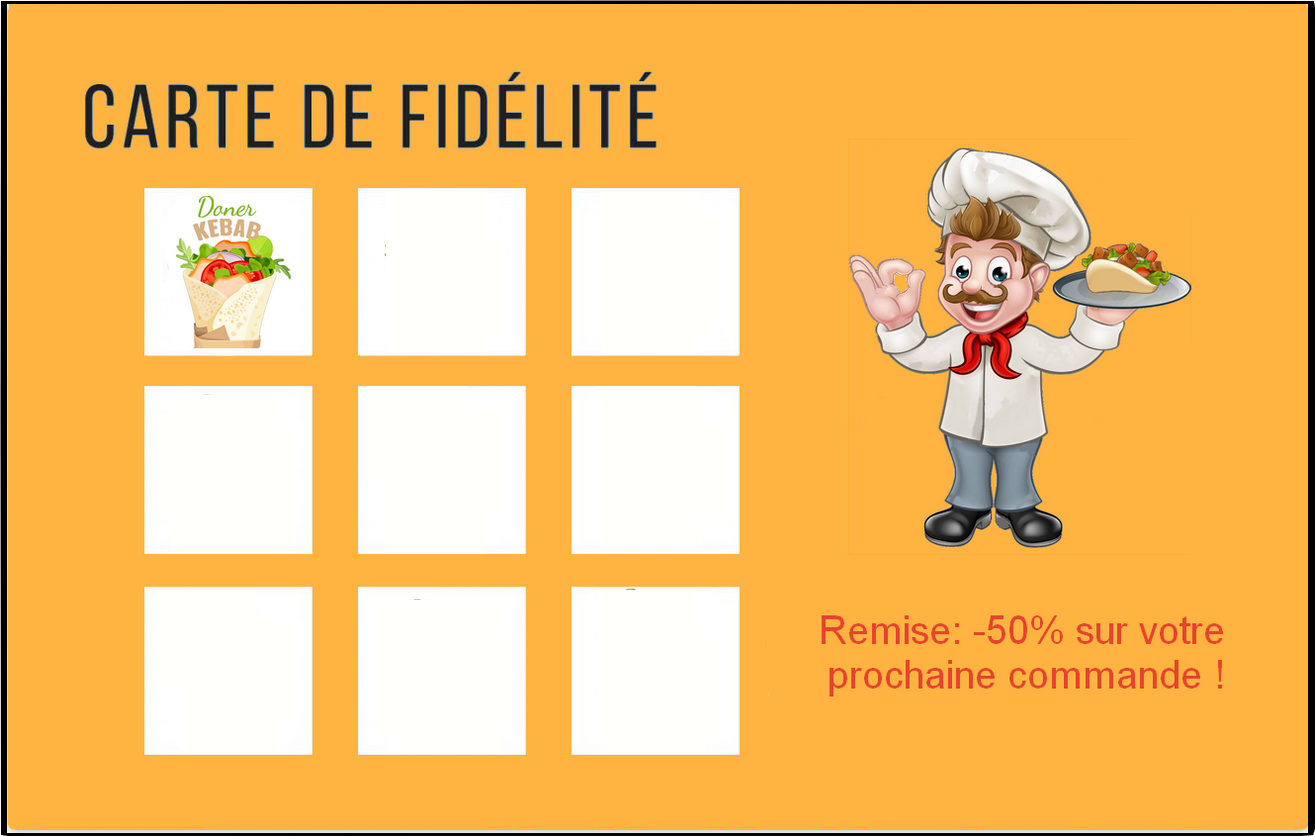 CARTE DE FIDÉLITÉ
Doner
KEBAB
Remise: -50% sur votre
prochaine commande !